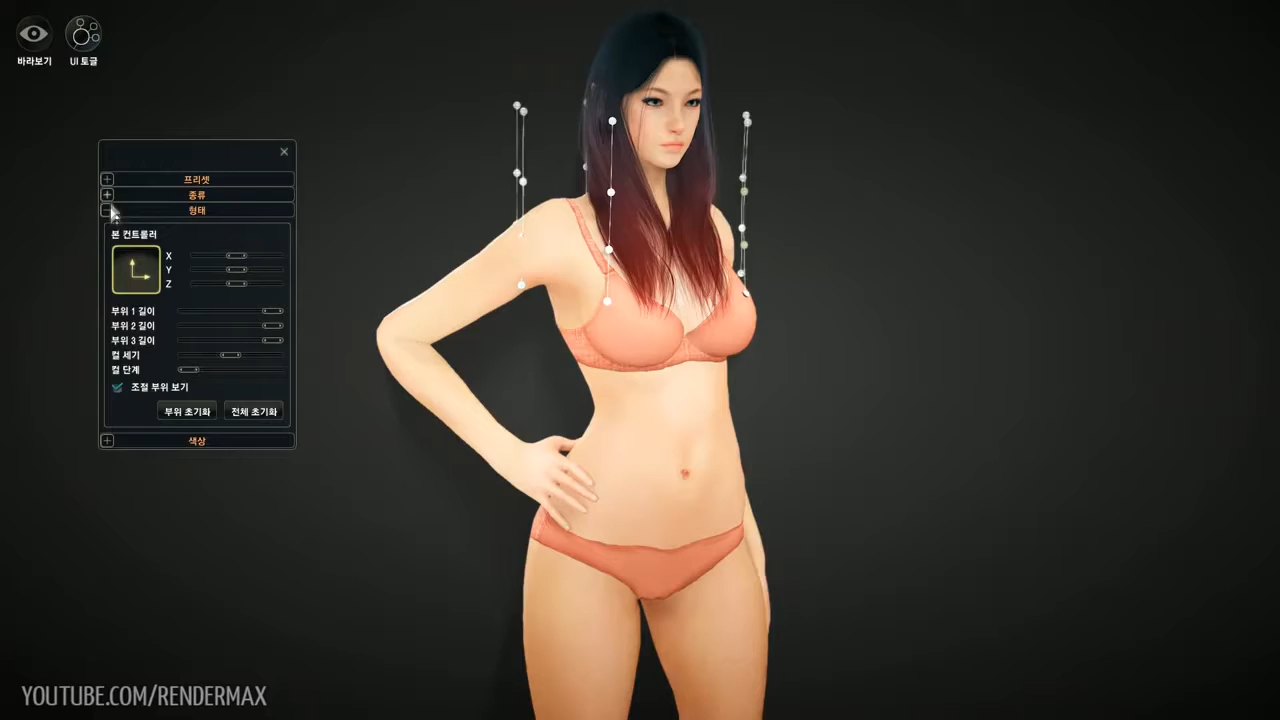 바라보기
UI 토글
프리셋
종류
형태
본 컨트롤러
X
Y
Z
부위 1 길이
부위 2 길이
부위 3 길이
컬 세기
컬 단계
조절 부위 보기
부위 초기화
전체 초기화
색상
YOUTUBE.COM/RENDERMAX